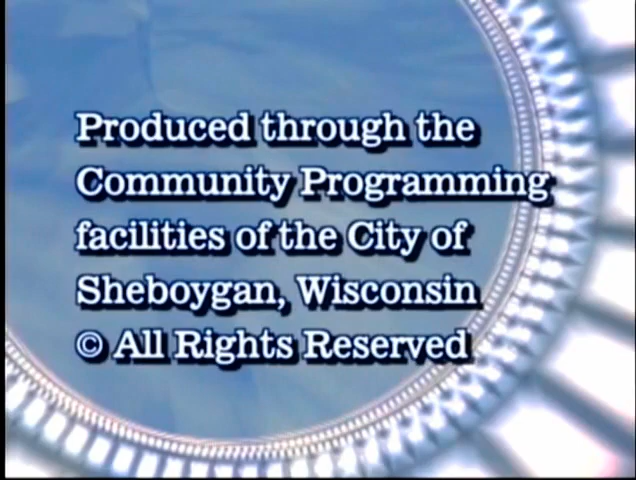 Produced through the
Community Programming
facilities of the City of
Sheboygan, Wisconsin
© All Rights Reserved